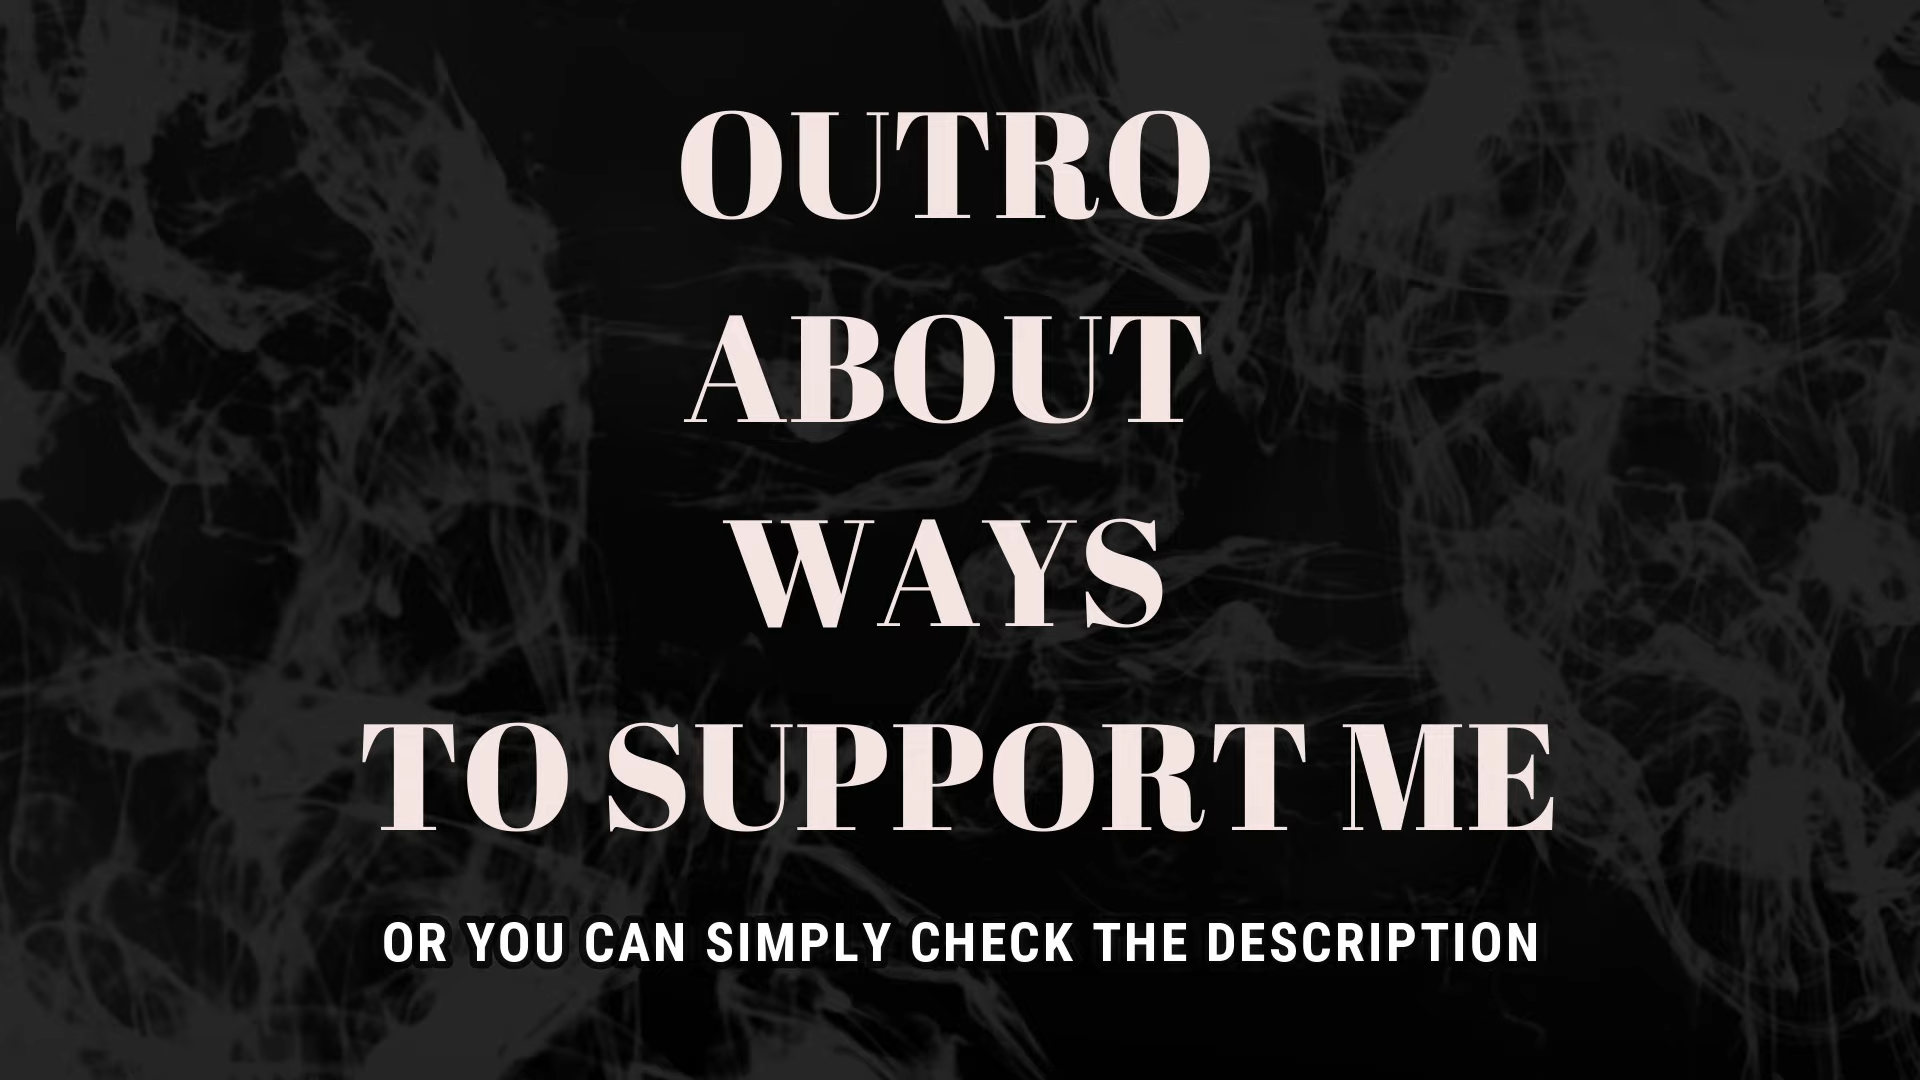 OUTRO
ABOUT
WAYS
TO SUPPORT ME
OR YOU CAN SIMPLY CHECK THE DESCRIPTION